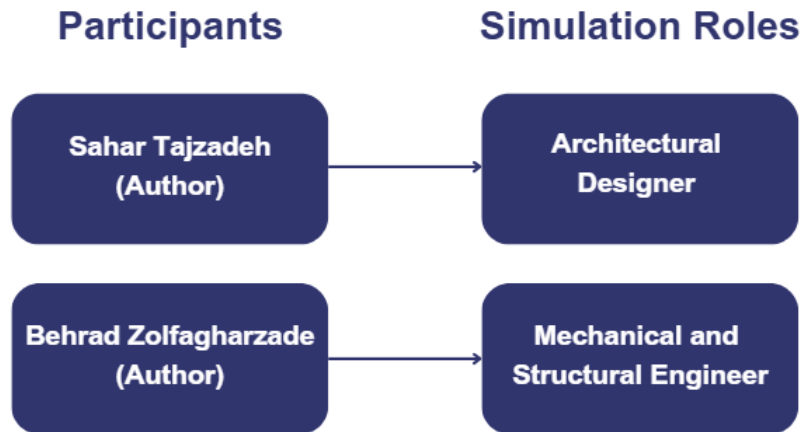 Participants
Simulation Roles
Sahar Tajzadeh
(Author)
Architectural
Designer
Behrad Zolfagharzade
(Author)
Mechanical and
Structural Engineer